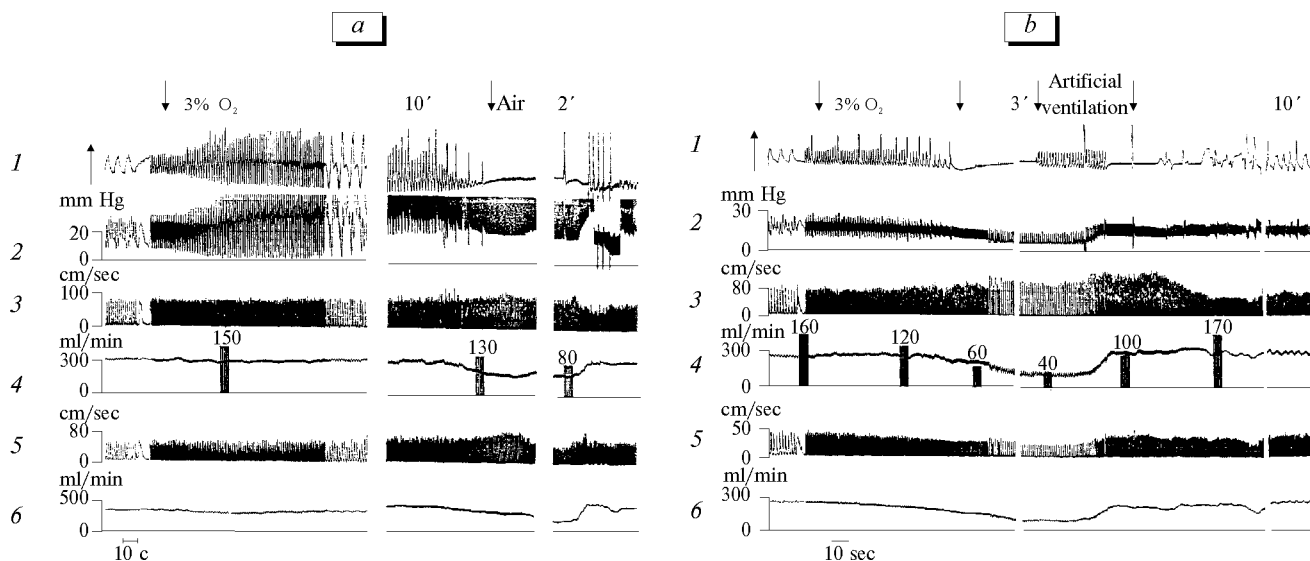 a
3% O2
10′
Air
2′
1
mm Hg
20
0
2
cm/sec
100
0
3
ml/min
300
0
150
130
80
4
cm/sec
80
0
5
ml/min
500
0
6
10 c
b
3% O2
3′
Artificial
ventilation
10′
1
mm Hg
30
0
2
cm/sec
80
0
3
ml/min
300
0
160
120
60
40
100
170
4
cm/sec
50
0
5
ml/min
300
0
6
10 sec